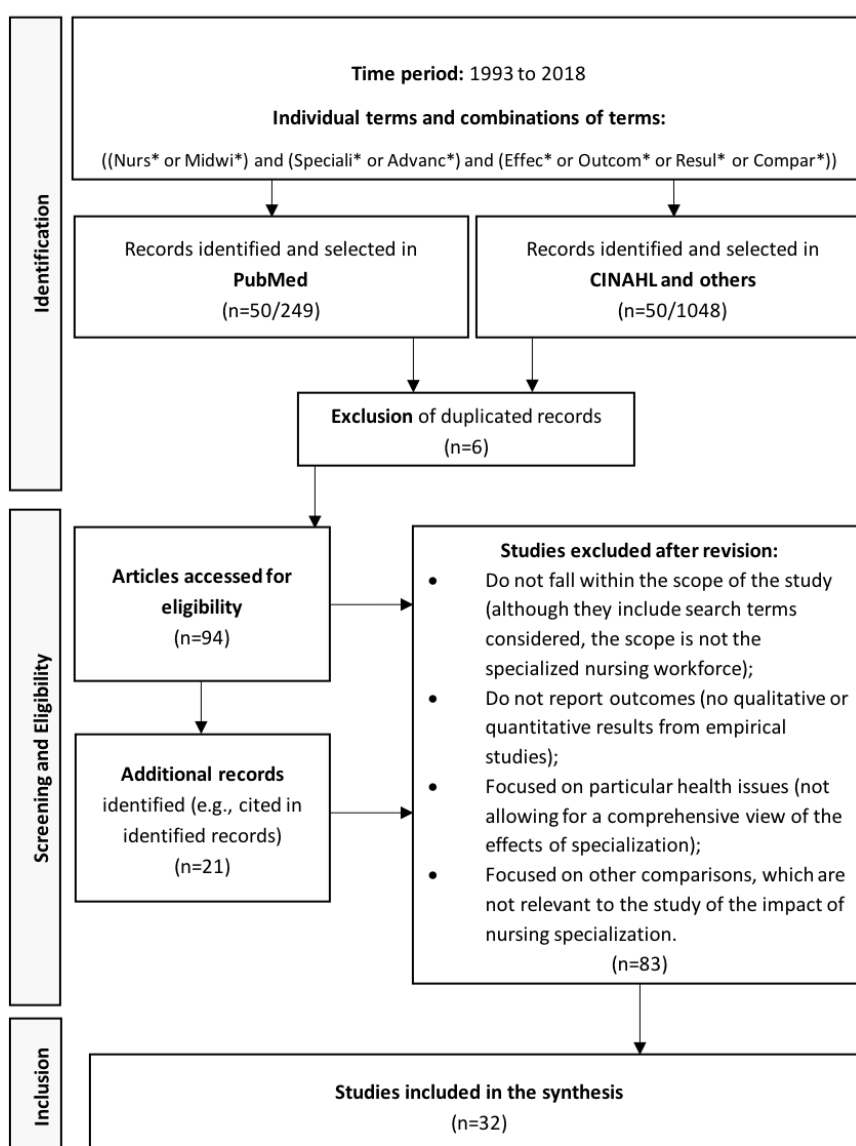 Identification
Time period: 1993 to 2018
Individual terms and combinations of terms:
((Nurs* or Midwi*) and (Speciali* or Advanc*) and (Effec* or Outcom* or Resul* or Compar*))
Records identified and selected in
PubMed
(n=50/249)
Records identified and selected in
CINAHL and others
(n=50/1048)
Exclusion of duplicated records
(n=6)
Screening and Eligibility
Articles accessed for
eligibility
(n=94)
Additional records
identified (e.g., cited in
identified records)
(n=21)
Studies excluded after revision:
• Do not fall within the scope of the study
(although they include search terms
considered, the scope is not the
specialized nursing workforce);
• Do not report outcomes (no qualitative or
quantitative results from empirical
studies);
• Focused on particular health issues (not
allowing for a comprehensive view of the
effects of specialization);
• Focused on other comparisons, which are
not relevant to the study of the impact of
nursing specialization.
(n=83)
Inclusion
Studies included in the synthesis
(n=32)